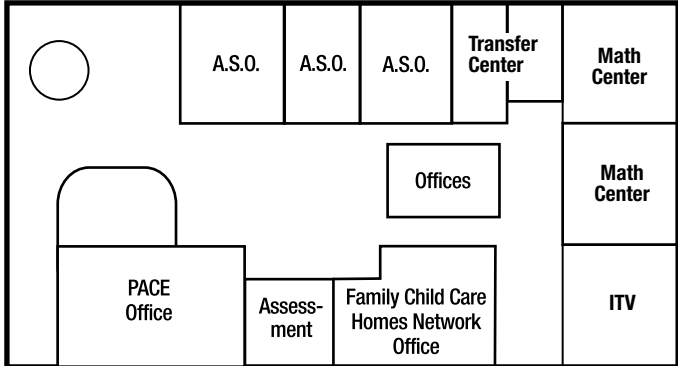 A.S.O.
A.S.O.
A.S.O.
Transfer
Center
Math
Center
Offices
Math
Center
PACE
Office
Assess-
ment
Family Child Care
Homes Network
Office
ITV